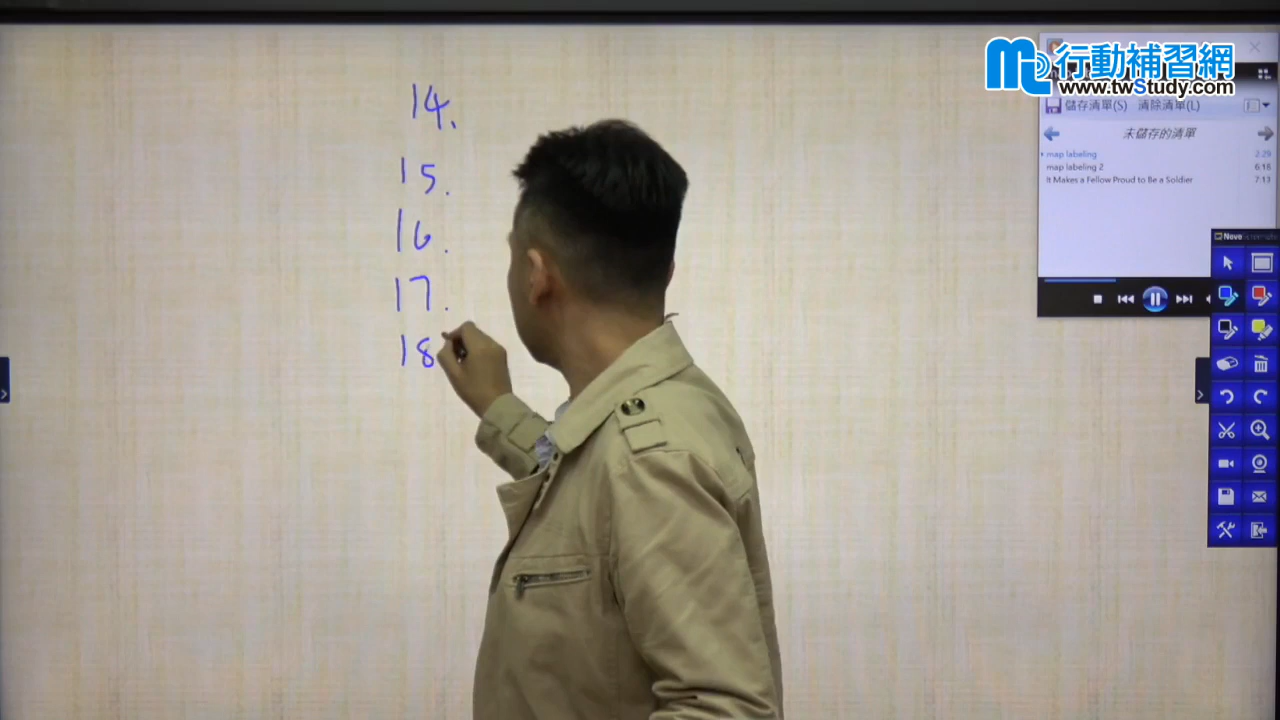 行動補習網
www.twStudy.com
儲存清單(S) 清除清單(L)
未儲存的清單
map labeling 2:29
map labeling 2 6:18
It Makes a Fellow Proud to Be a Soldier 7:13
14.
15.
16.
17.
18